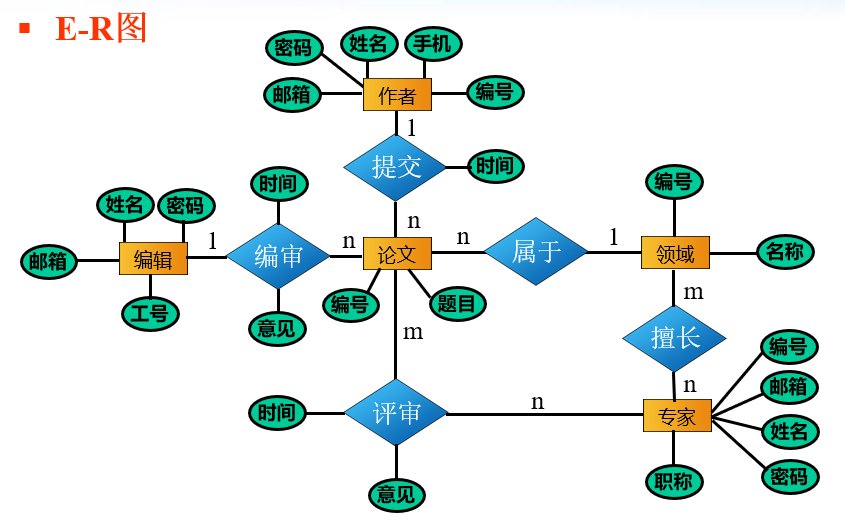 ▪ E-R图
密码
姓名
手机
邮箱
作者
编号
1
提交
时间
时间
编号
姓名
密码
n
邮箱
编辑
1
编审
n
论文
n
属于
1
领域
名称
工号
意见
编号
题目
m
m
擅长
编号
n
邮箱
时间
评审
n
专家
姓名
密码
职称
意见